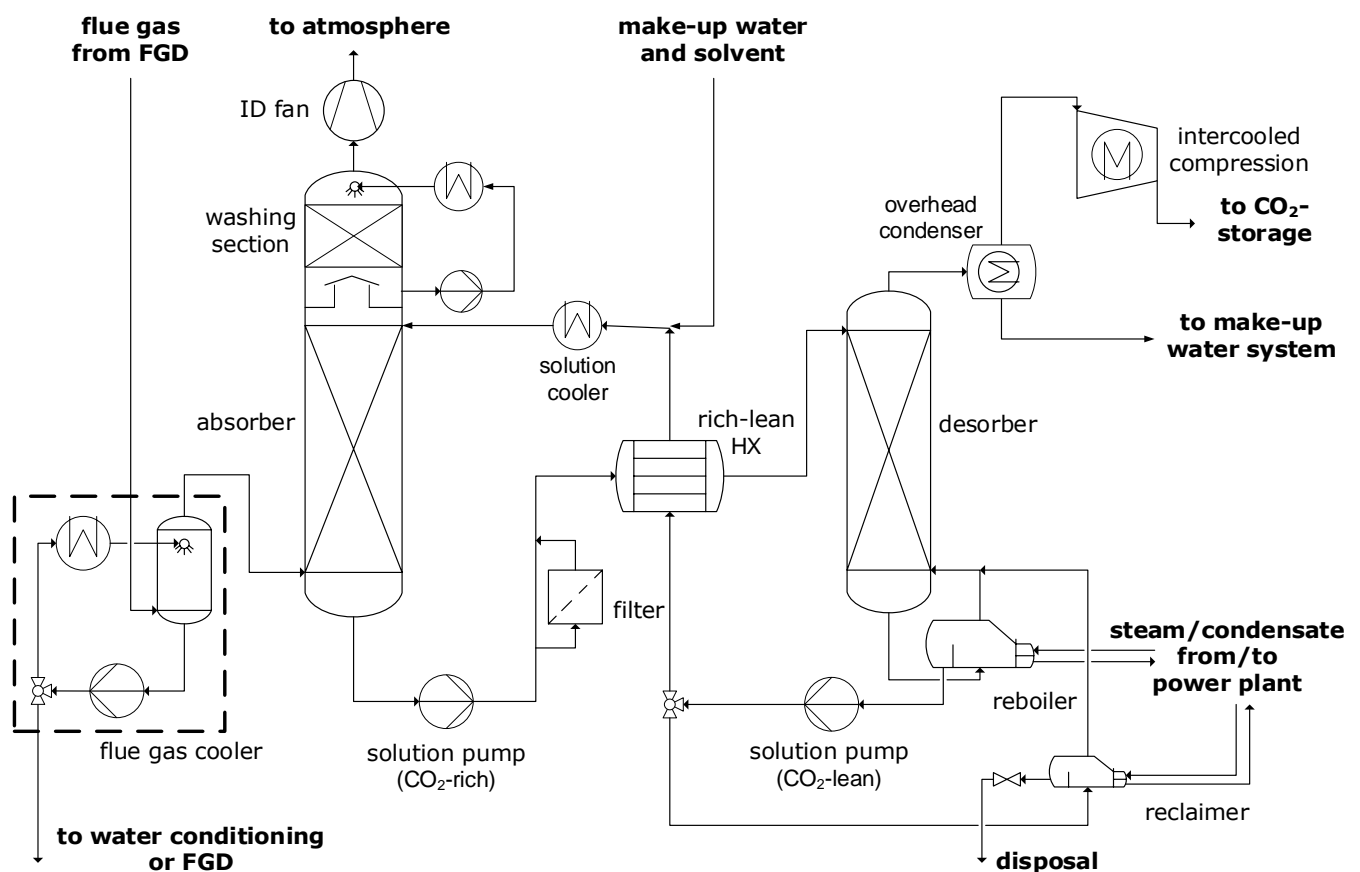 flue gas
from FGD
to atmosphere
make-up water
and solvent
ID fan
intercooled
compression
washing
section
overhead
condenser
to CO₂-
storage
to make-up
water system
solution
cooler
absorber
rich-lean
HX
desorber
filter
steam/condensate
from/to
power plant
reboiler
flue gas cooler
solution pump
(CO₂-rich)
solution pump
(CO₂-lean)
reclaimer
to water conditioning
or FGD
disposal